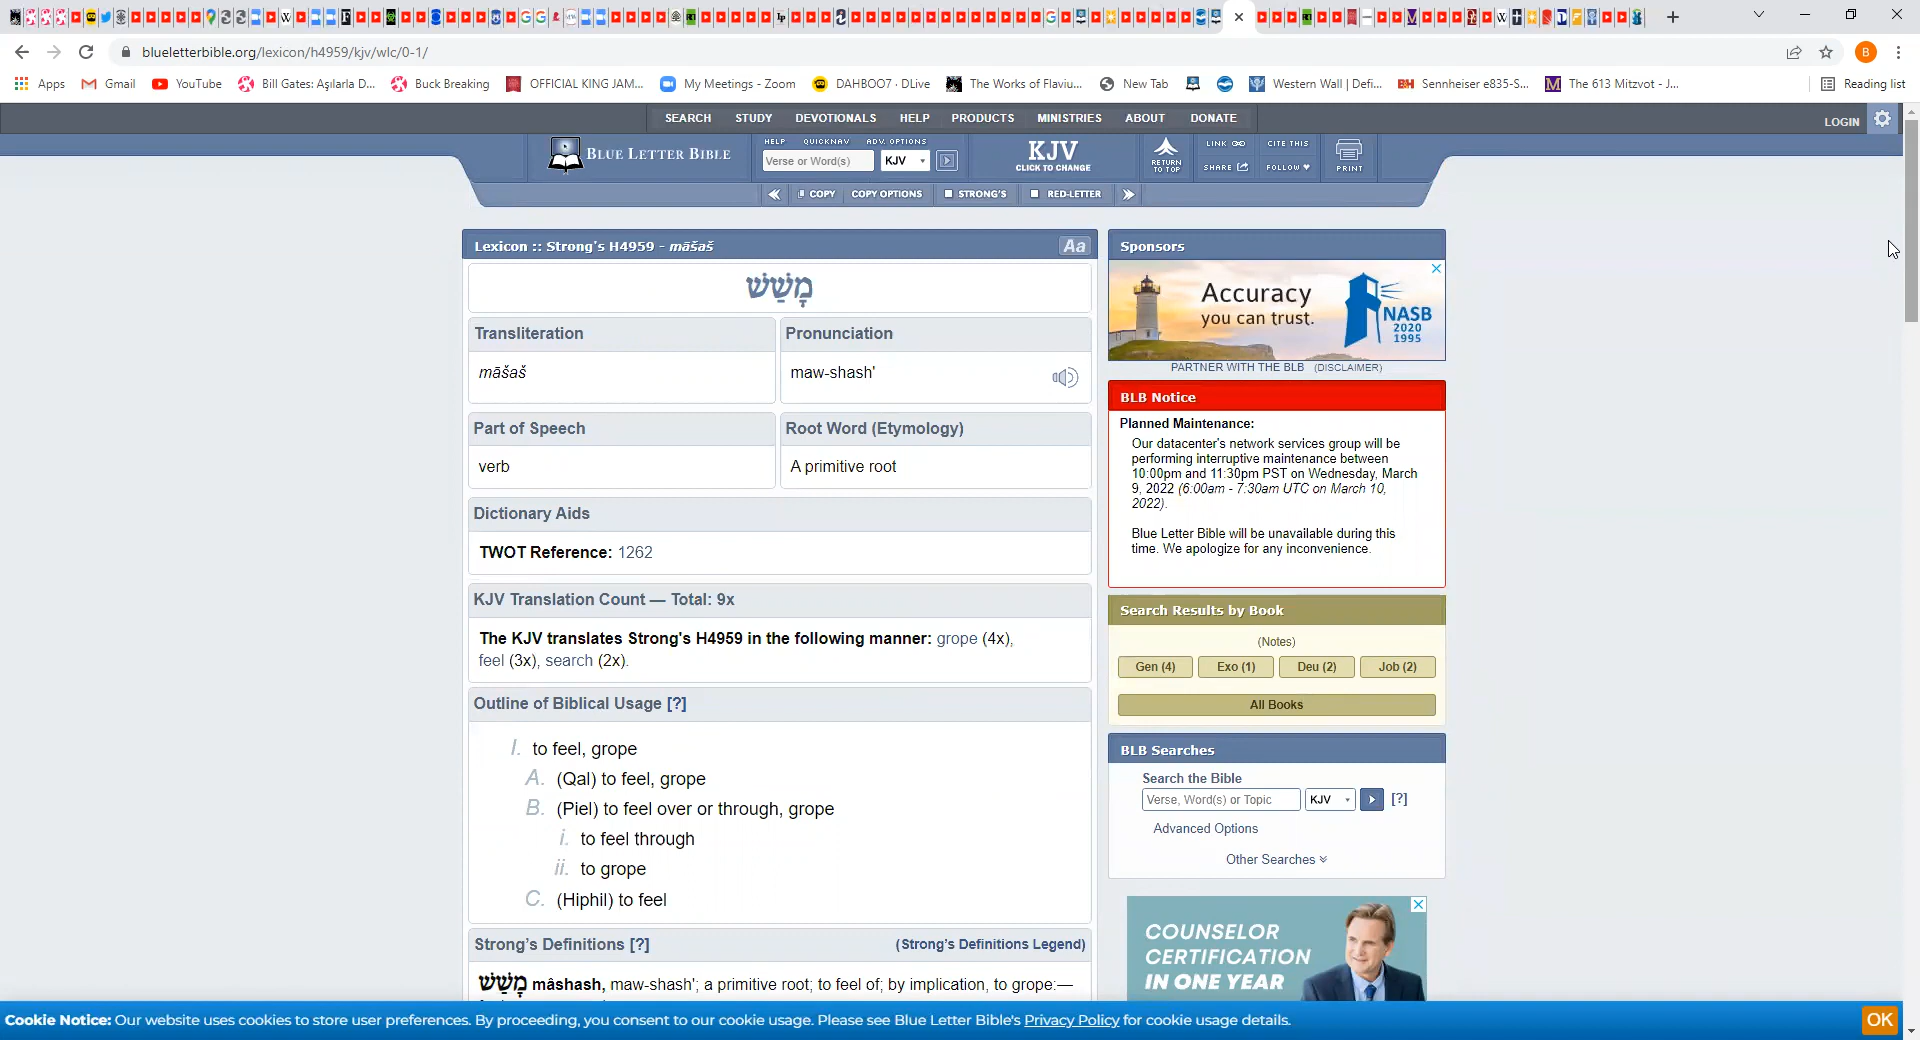 blueletterbible.org/lexicon/h4959/kjv/wlc/0-1/
B
Apps
Gmail
YouTube
Bill Gates: Aşılarla D...
Buck Breaking
OFFICIAL KING JAM...
My Meetings - Zoom
DAHBOO7 · DLive
The Works of Flaviu...
New Tab
Western Wall | Defi...
Sennheiser e835-S...
The 613 Mitzvot - J...
Reading list
SEARCH STUDY DEVOTIONALS HELP PRODUCTS MINISTRIES ABOUT DONATE
LOGIN
BLUE LETTER BIBLE
HELP QUICKNAV ADV. OPTIONS
Verse or Word(s) KJV
KJV
CLICK TO CHANGE
RETURN
TO TOP
LINK CITE THIS
SHARE FOLLOW
PRINT
COPY COPY OPTIONS STRONG'S RED-LETTER
Lexicon :: Strong's H4959 - māšaš
Aa
מָשַׁשׁ
Transliteration
māšaš
Pronunciation
maw-shash'
Part of Speech
verb
Root Word (Etymology)
A primitive root
Dictionary Aids
TWOT Reference: 1262
KJV Translation Count — Total: 9x
The KJV translates Strong's H4959 in the following manner: grope (4x),
feel (3x), search (2x).
Outline of Biblical Usage [?]
I. to feel, grope
A. (Qal) to feel, grope
B. (Piel) to feel over or through, grope
i. to feel through
ii. to grope
C. (Hiphil) to feel
Strong's Definitions [?]
(Strong's Definitions Legend)
מָשַׁשׁ mâshash, maw-shash'; a primitive root; to feel of; by implication, to grope:—
Sponsors
Accuracy
you can trust.
NASB
2020
1995
PARTNER WITH THE BLB (DISCLAIMER)
BLB Notice
Planned Maintenance:
Our datacenter's network services group will be
performing interruptive maintenance between
10:00pm and 11:30pm PST on Wednesday, March
9, 2022 (6:00am - 7:30am UTC on March 10,
2022).
Blue Letter Bible will be unavailable during this
time. We apologize for any inconvenience.
Search Results by Book
(Notes)
Gen (4) Exo (1) Deu (2) Job (2)
All Books
BLB Searches
Search the Bible
Verse, Word(s) or Topic KJV [?]
Advanced Options
Other Searches
COUNSELOR
CERTIFICATION
IN ONE YEAR
Cookie Notice: Our website uses cookies to store user preferences. By proceeding, you consent to our cookie usage. Please see Blue Letter Bible's Privacy Policy for cookie usage details.
OK